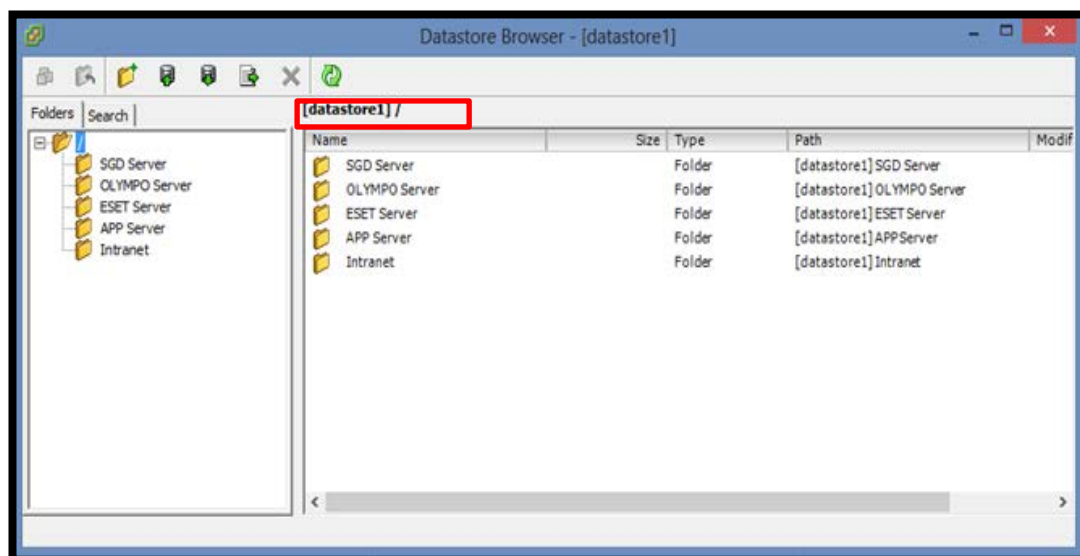 Datastore Browser - [datastore1]
Folders Search
[datastore1] /
/
SGD Server
OLYMPO Server
ESET Server
APP Server
Intranet
Name Size Type Path Modif
SGD Server Folder [datastore1] SGD Server
OLYMPO Server Folder [datastore1] OLYMPO Server
ESET Server Folder [datastore1] ESET Server
APP Server Folder [datastore1] APP Server
Intranet Folder [datastore1] Intranet